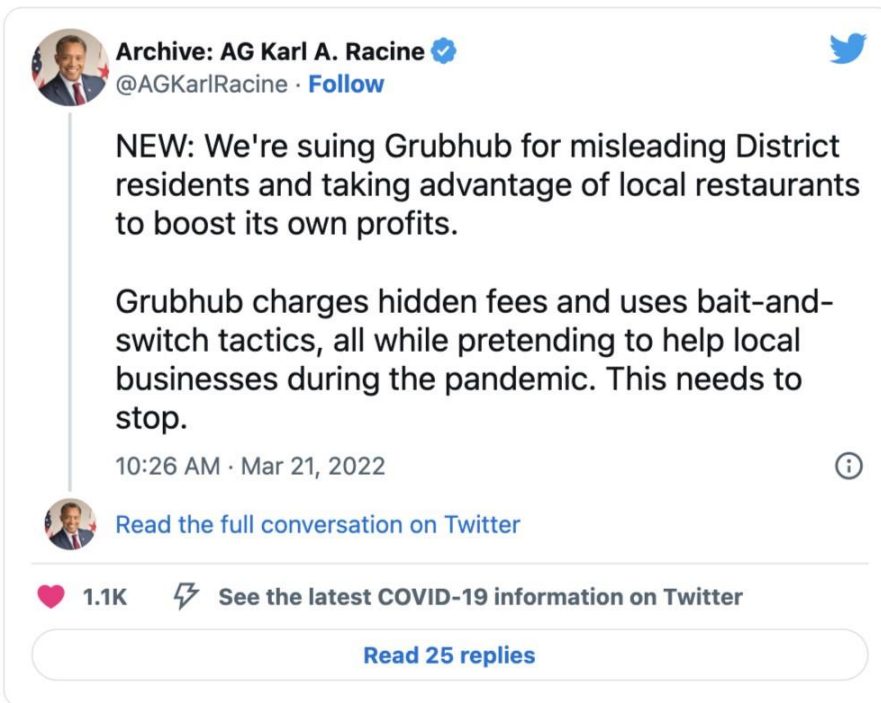 Archive: AG Karl A. Racine
@AGKarlRacine · Follow
NEW: We're suing Grubhub for misleading District
residents and taking advantage of local restaurants
to boost its own profits.
Grubhub charges hidden fees and uses bait-and-
switch tactics, all while pretending to help local
businesses during the pandemic. This needs to
stop.
10:26 AM · Mar 21, 2022
Read the full conversation on Twitter
1.1K See the latest COVID-19 information on Twitter
Read 25 replies